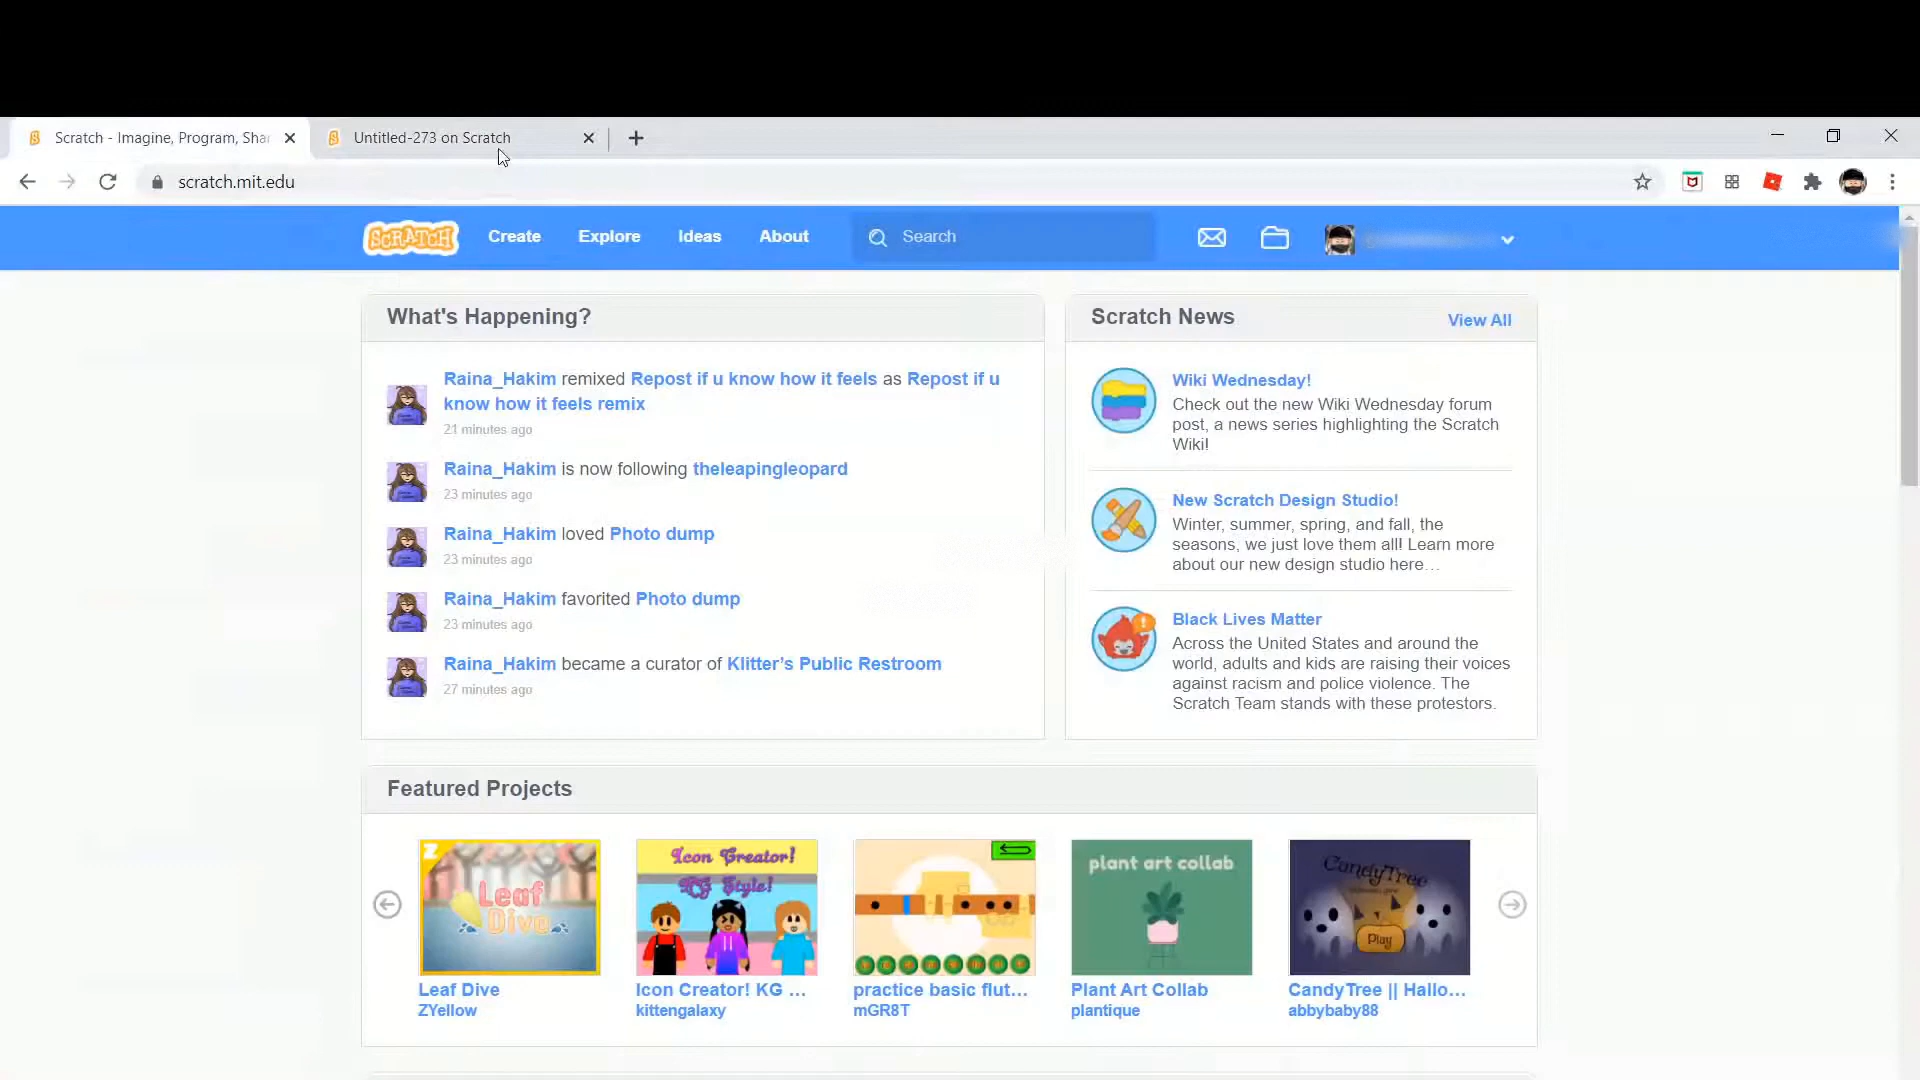 Scratch - Imagine, Program, Shar
Untitled-273 on Scratch
scratch.mit.edu
SCRATCH
Create
Explore
Ideas
About
Search
What's Happening?
Raina_Hakim remixed Repost if u know how it feels as Repost if u
know how it feels remix
21 minutes ago
Raina_Hakim is now following theleapingleopard
23 minutes ago
Raina_Hakim loved Photo dump
23 minutes ago
Raina_Hakim favorited Photo dump
23 minutes ago
Raina_Hakim became a curator of Klitter’s Public Restroom
27 minutes ago
Scratch News
View All
Wiki Wednesday!
Check out the new Wiki Wednesday forum
post, a news series highlighting the Scratch
Wiki!
New Scratch Design Studio!
Winter, summer, spring, and fall, the
seasons, we just love them all! Learn more
about our new design studio here…
Black Lives Matter
Across the United States and around the
world, adults and kids are raising their voices
against racism and police violence. The
Scratch Team stands with these protestors.
Featured Projects
Z
Leaf
Dive
Icon Creator!
KG Style!
plant art collab
CandyTree
Play
Leaf Dive
ZYellow
Icon Creator! KG ...
kittengalaxy
practice basic flut...
mGR8T
Plant Art Collab
plantique
CandyTree || Hallo...
abbybaby88